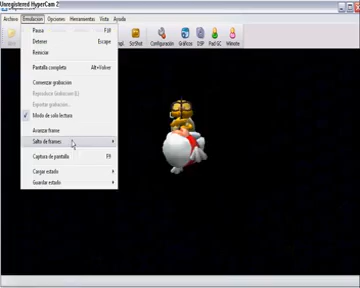 Unregistered HyperCam 2
Archivo Emulación Opciones Herramientas Vista Ayuda
Pausa F10
Detener Escape
Reiniciar
ScrShot Configuración Gráficos DSP Pad GC Wiimote
Pantalla completo Alt+Volver
Comenzar grabación
Reproducir Grabación
Exportar grabación...
Modo de solo lectura
Avanzar frame
Salto de frames
Captura de pantalla F9
Cargar estado
Guardar estado